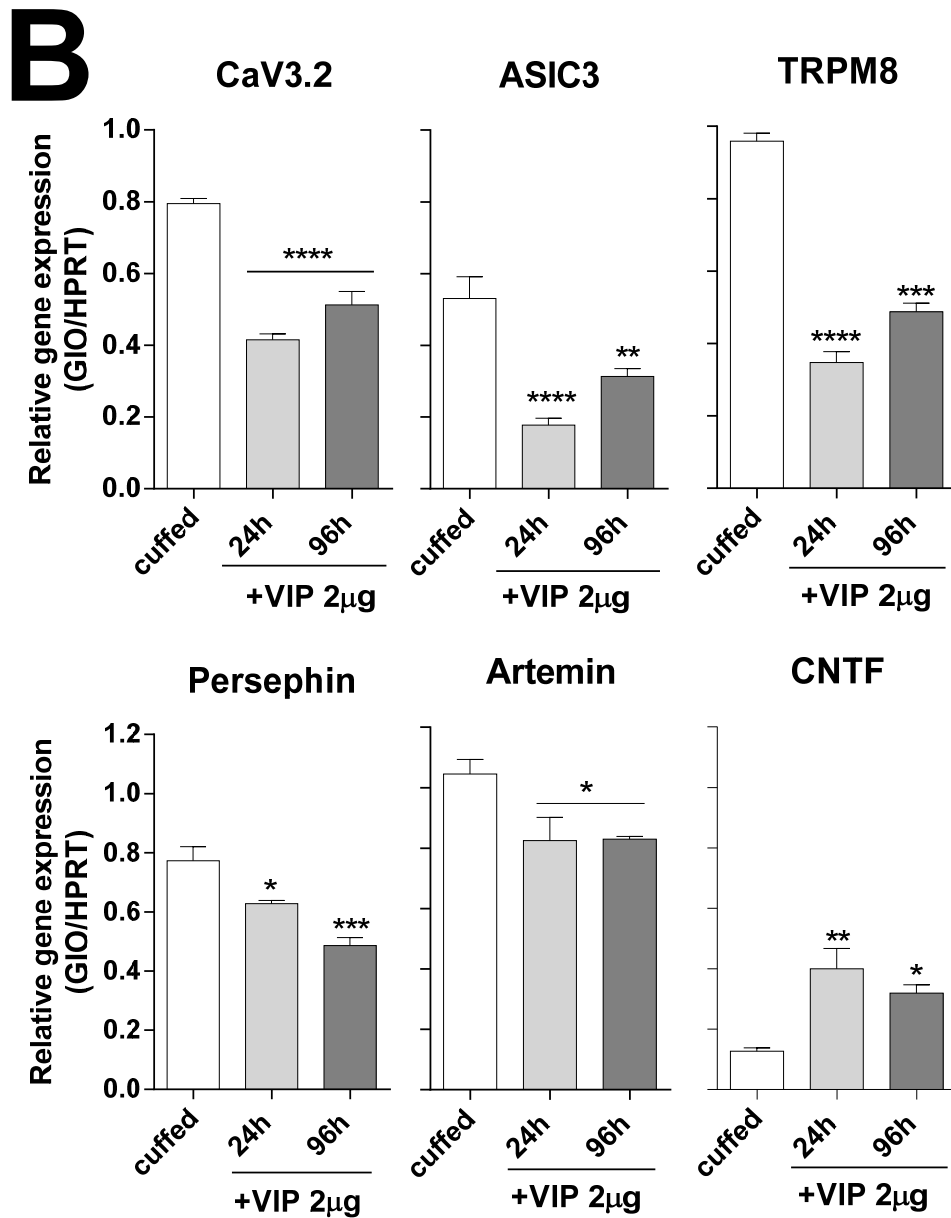 B
CaV3.2
ASIC3
TRPM8
Relative gene expression
(GIO/HPRT)
1.0
0.8
0.6
0.4
0.2
0.0
****
****
**
****
***
cuffed
24h
96h
+VIP 2μg
cuffed
24h
96h
+VIP 2μg
cuffed
24h
96h
+VIP 2μg
Persephin
Artemin
CNTF
Relative gene expression
(GIO/HPRT)
1.2
1.0
0.8
0.6
0.4
0.2
0.0
*
***
*
**
*
cuffed
24h
96h
+VIP 2μg
cuffed
24h
96h
+VIP 2μg
cuffed
24h
96h
+VIP 2μg